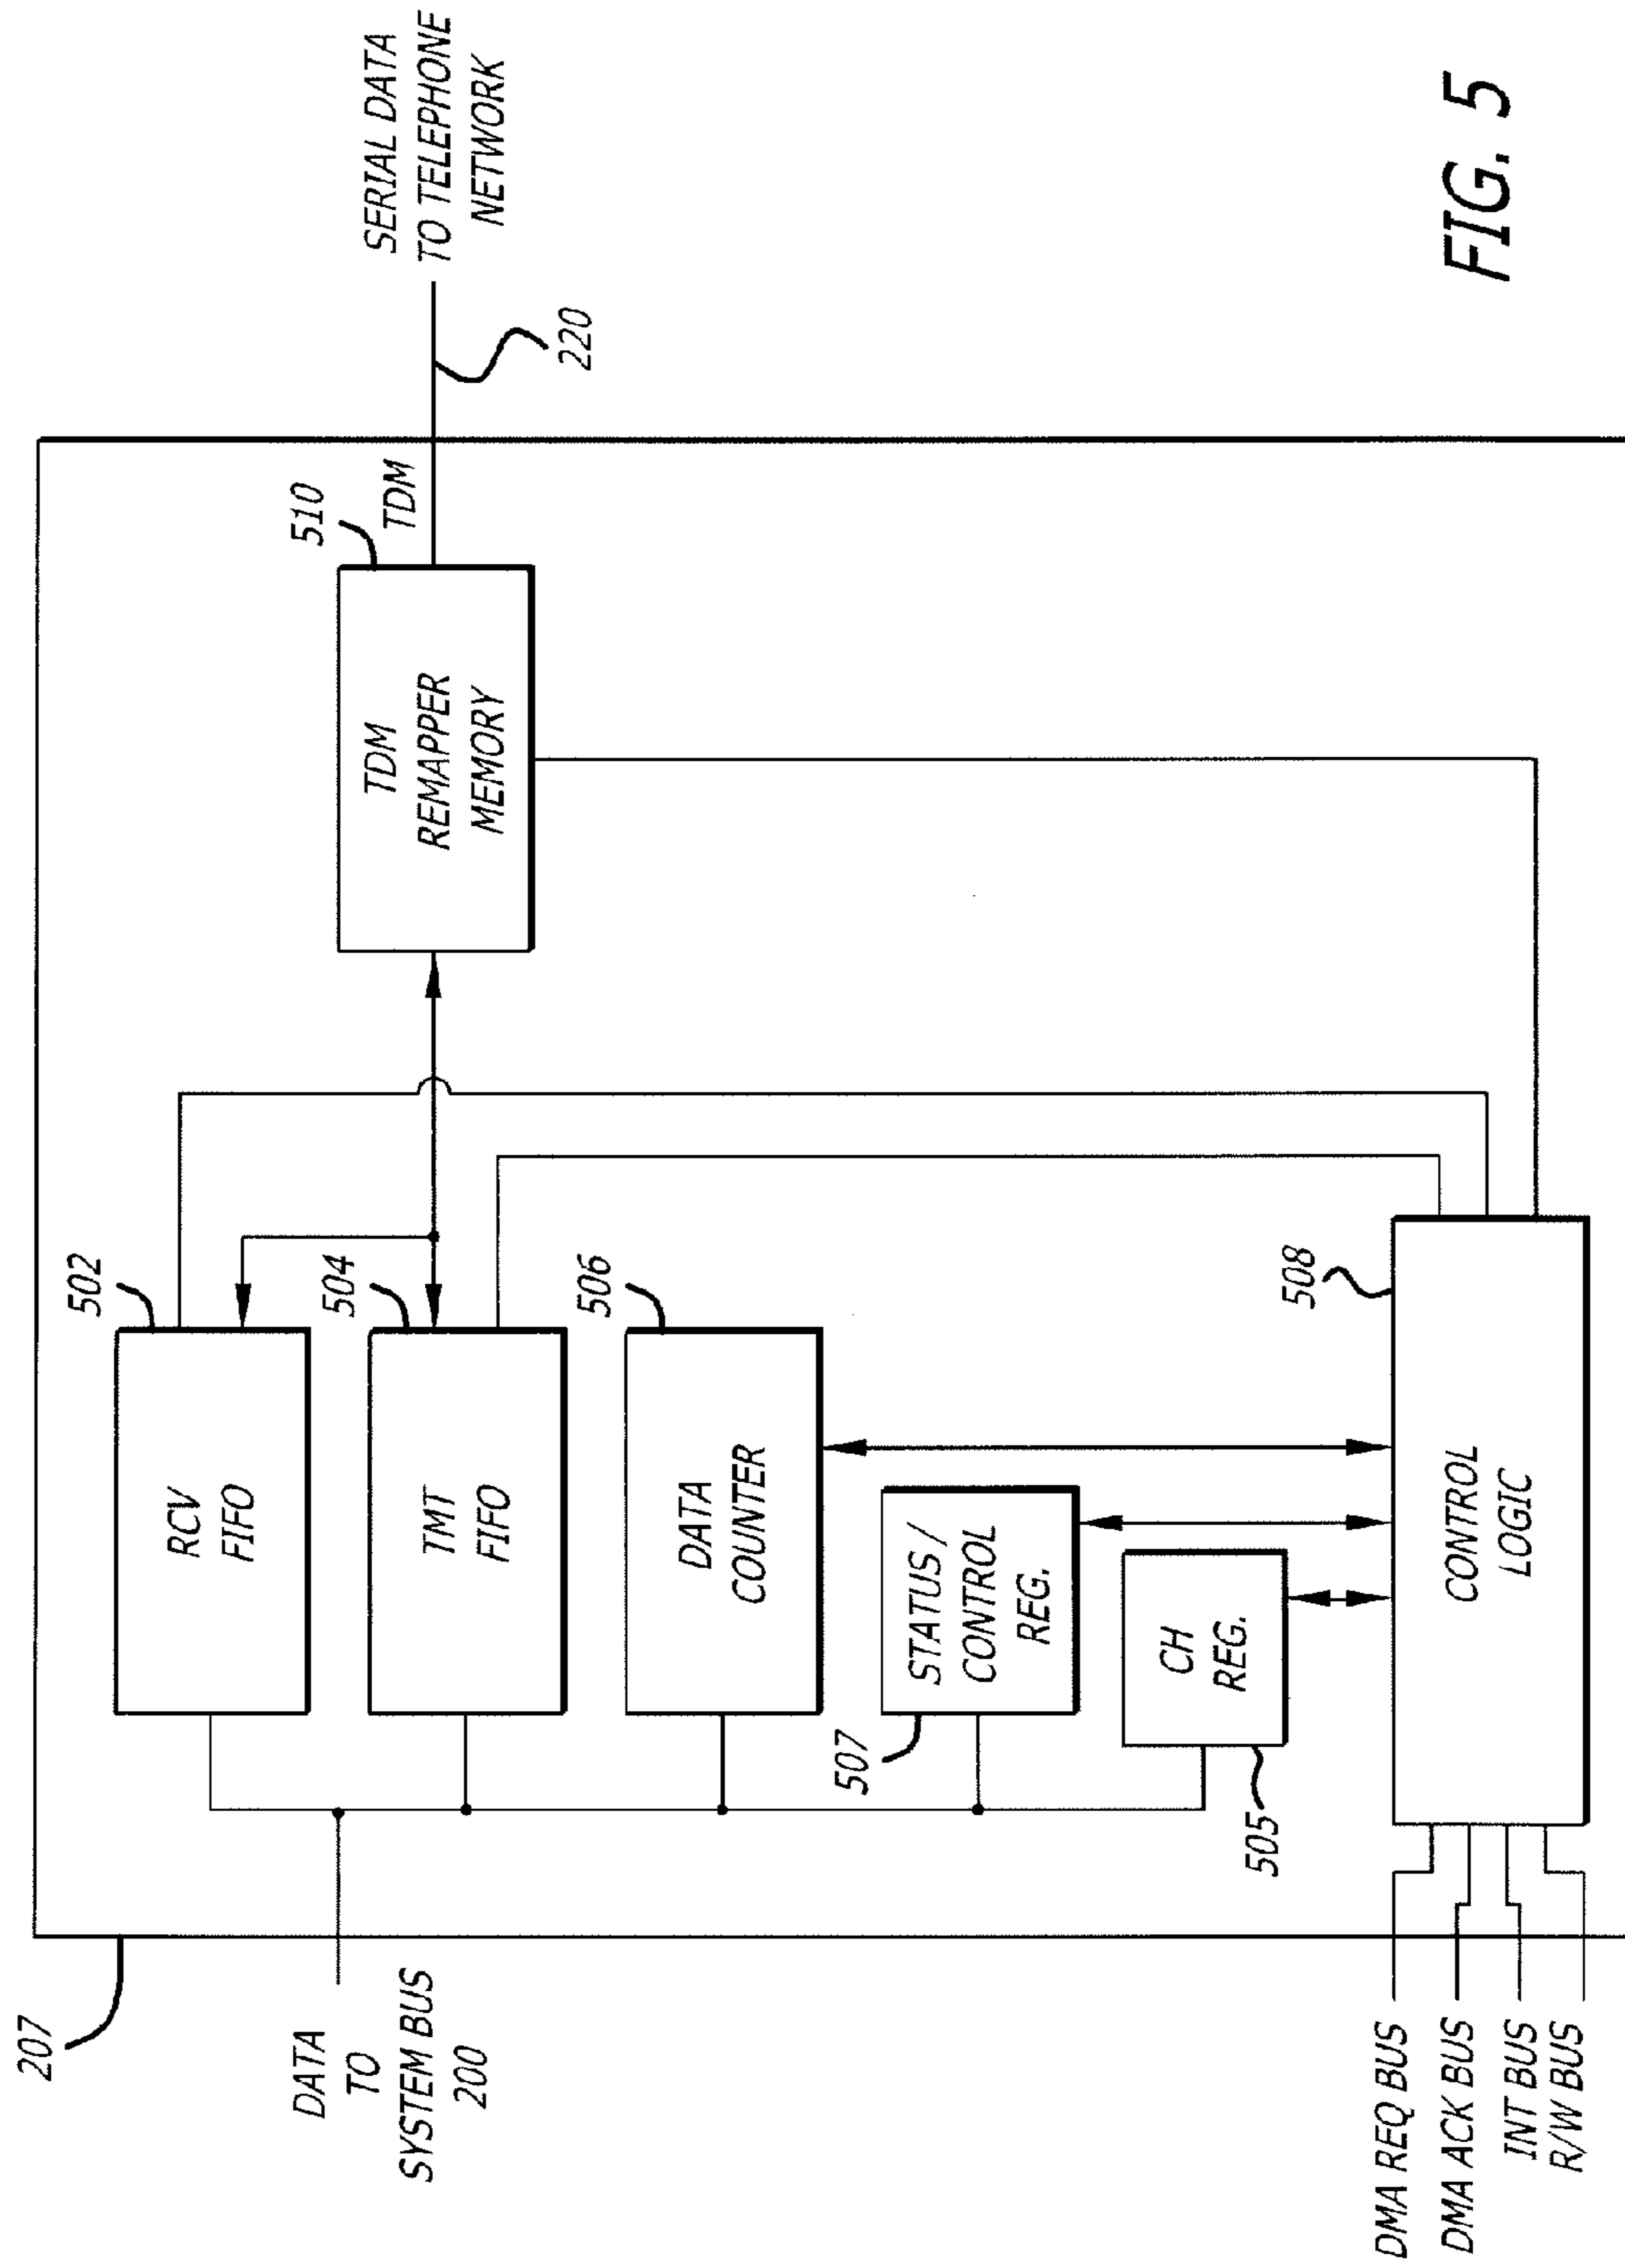 207
502
RCV
FIFO
504
TMT
FIFO
506
DATA
COUNTER
507
STATUS /
CONTROL
REG.
CH
REG.
505
508
CONTROL
LOGIC
510
TDM
REMAPPER
MEMORY
TDM
220
SERIAL DATA
TO TELEPHONE
NETWORK
DATA
TO
SYSTEM BUS
200
DMA REQ BUS
DMA ACK BUS
INT BUS
R/W BUS
FIG. 5